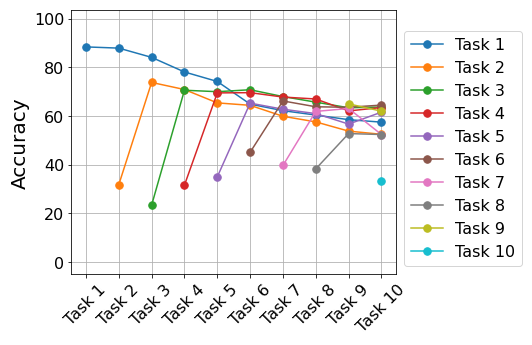 100
80
60
40
20
0
Accuracy
Task 1
Task 2
Task 3
Task 4
Task 5
Task 6
Task 7
Task 8
Task 9
Task 10
Task 1
Task 2
Task 3
Task 4
Task 5
Task 6
Task 7
Task 8
Task 9
Task 10